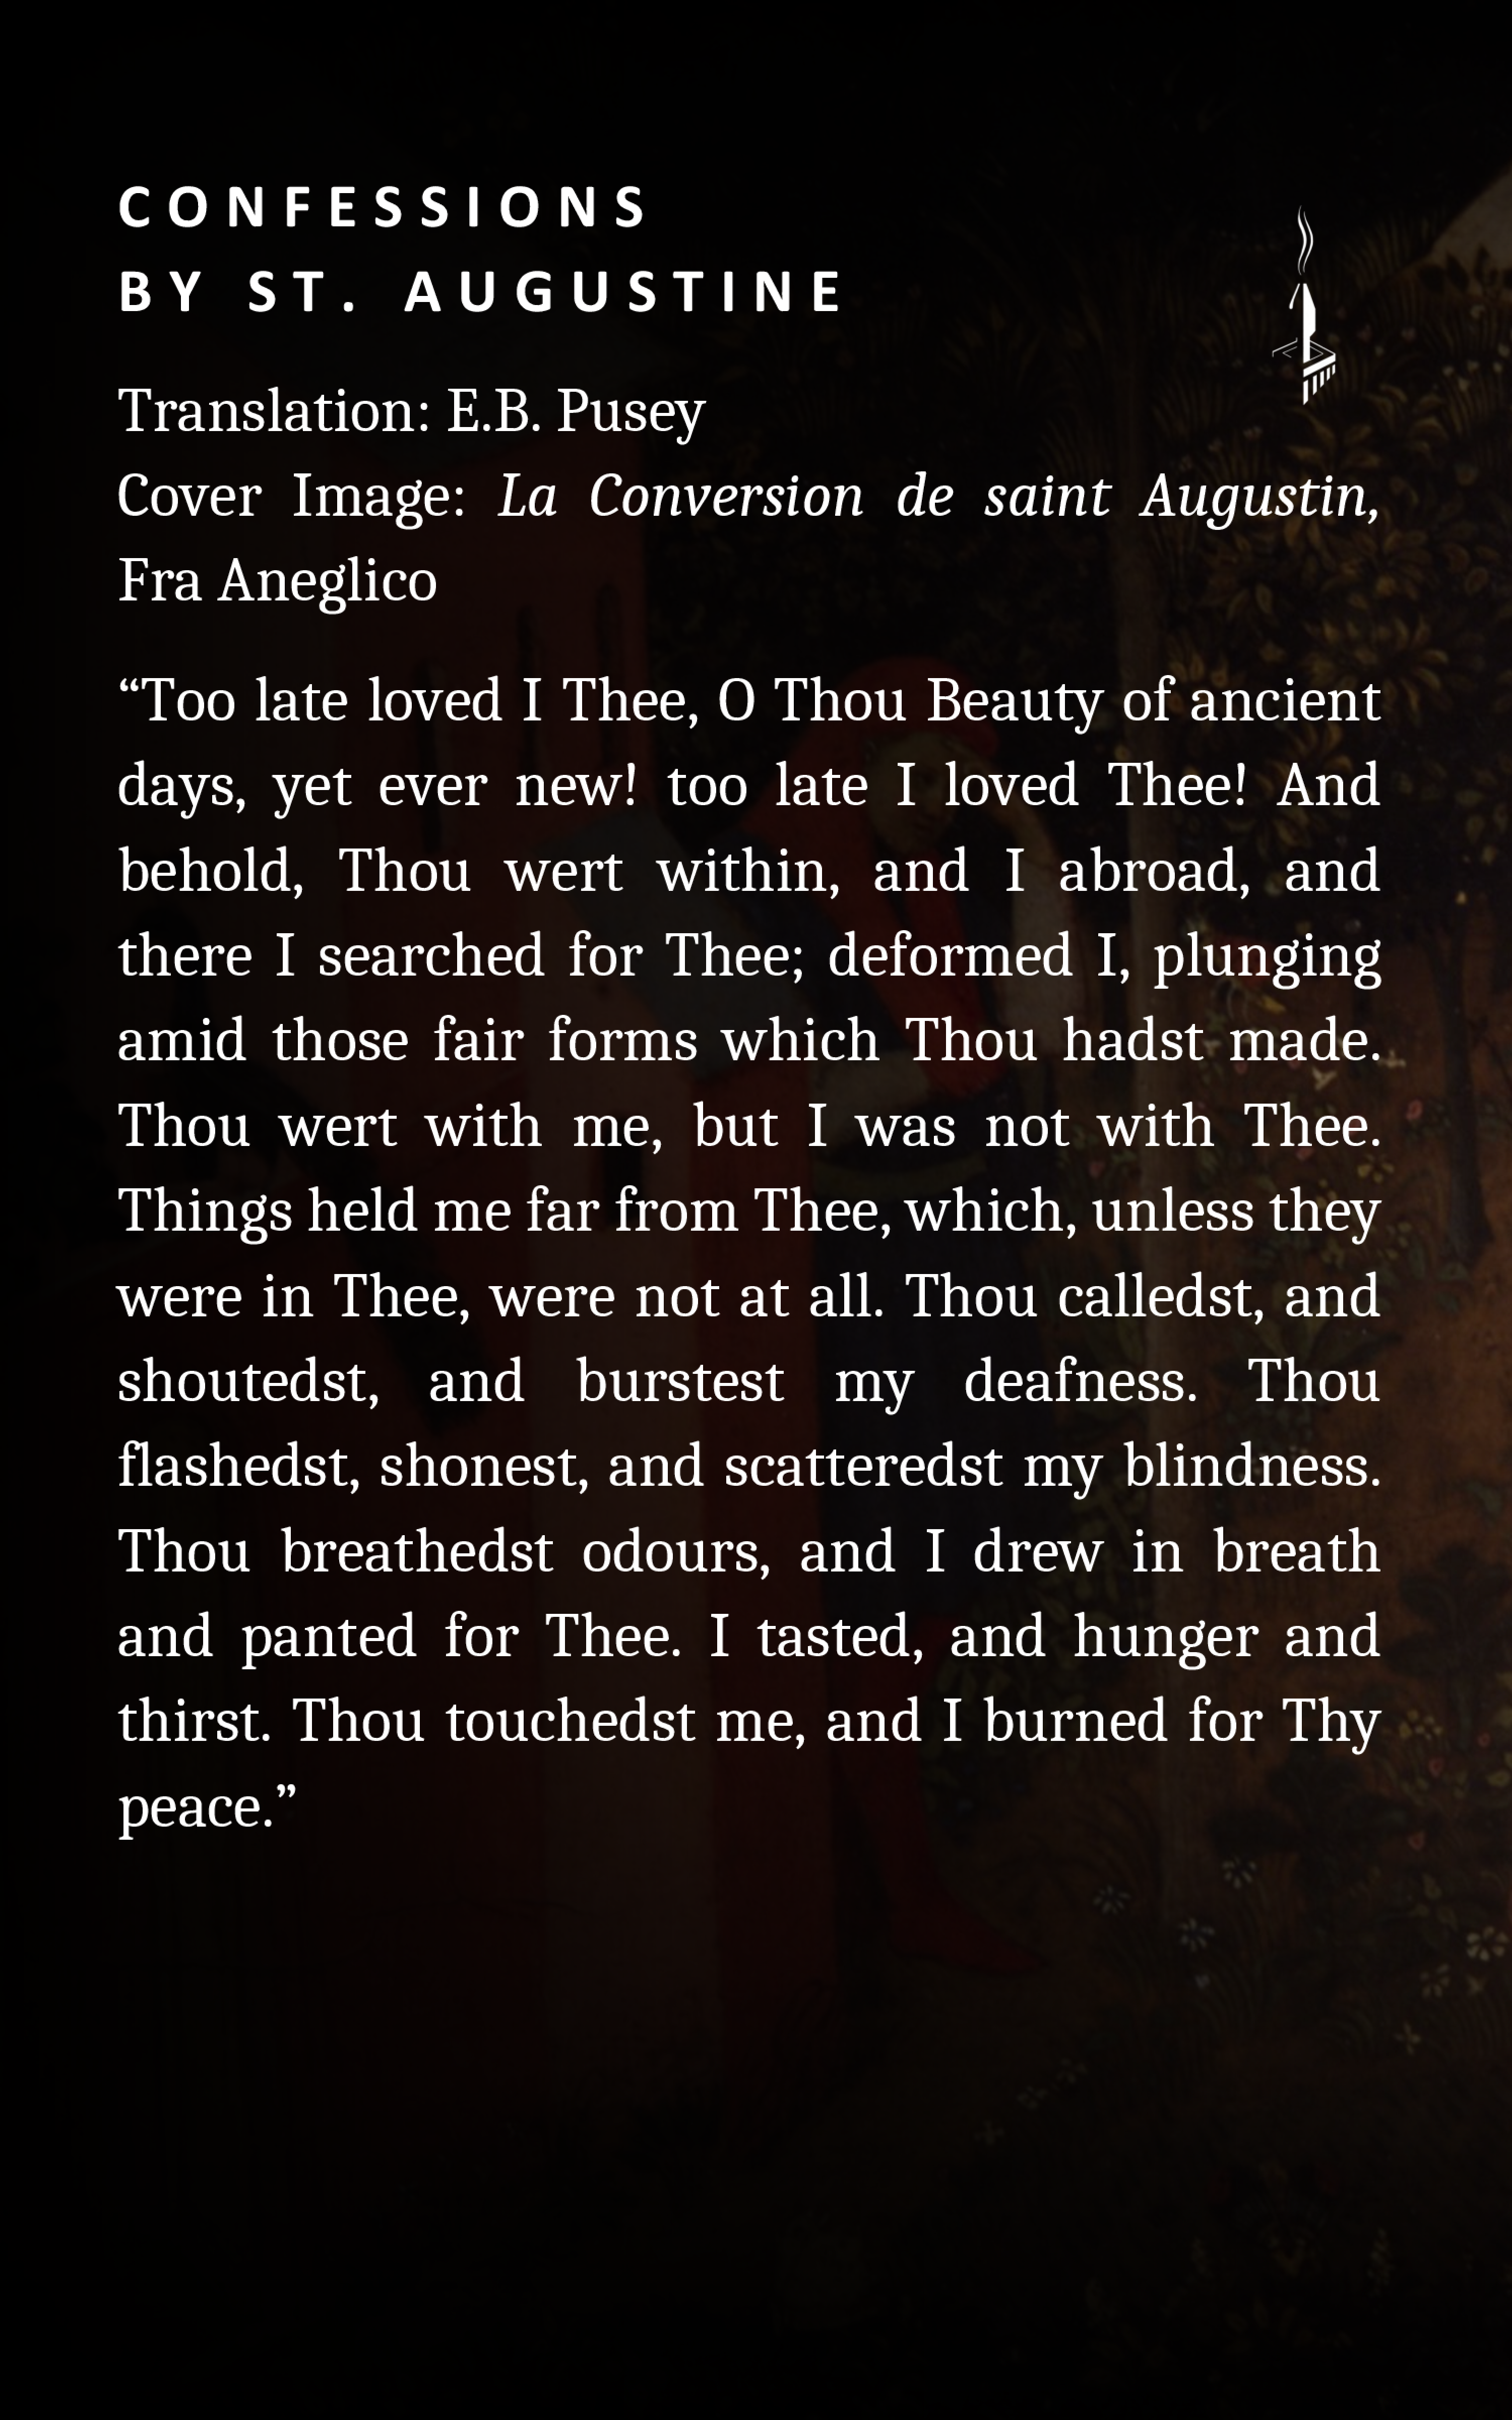 CONFESSIONS
BY ST. AUGUSTINE
Translation: E.B. Pusey
Cover Image: La Conversion de saint Augustin,
Fra Aneglico
“Too late loved I Thee, O Thou Beauty of ancient
days, yet ever new! too late I loved Thee! And
behold, Thou wert within, and I abroad, and
there I searched for Thee; deformed I, plunging
amid those fair forms which Thou hadst made.
Thou wert with me, but I was not with Thee.
Things held me far from Thee, which, unless they
were in Thee, were not at all. Thou calledst, and
shoutedst, and burstest my deafness. Thou
flashedst, shonest, and scatteredst my blindness.
Thou breathedst odours, and I drew in breath
and panted for Thee. I tasted, and hunger and
thirst. Thou touchedst me, and I burned for Thy
peace.”